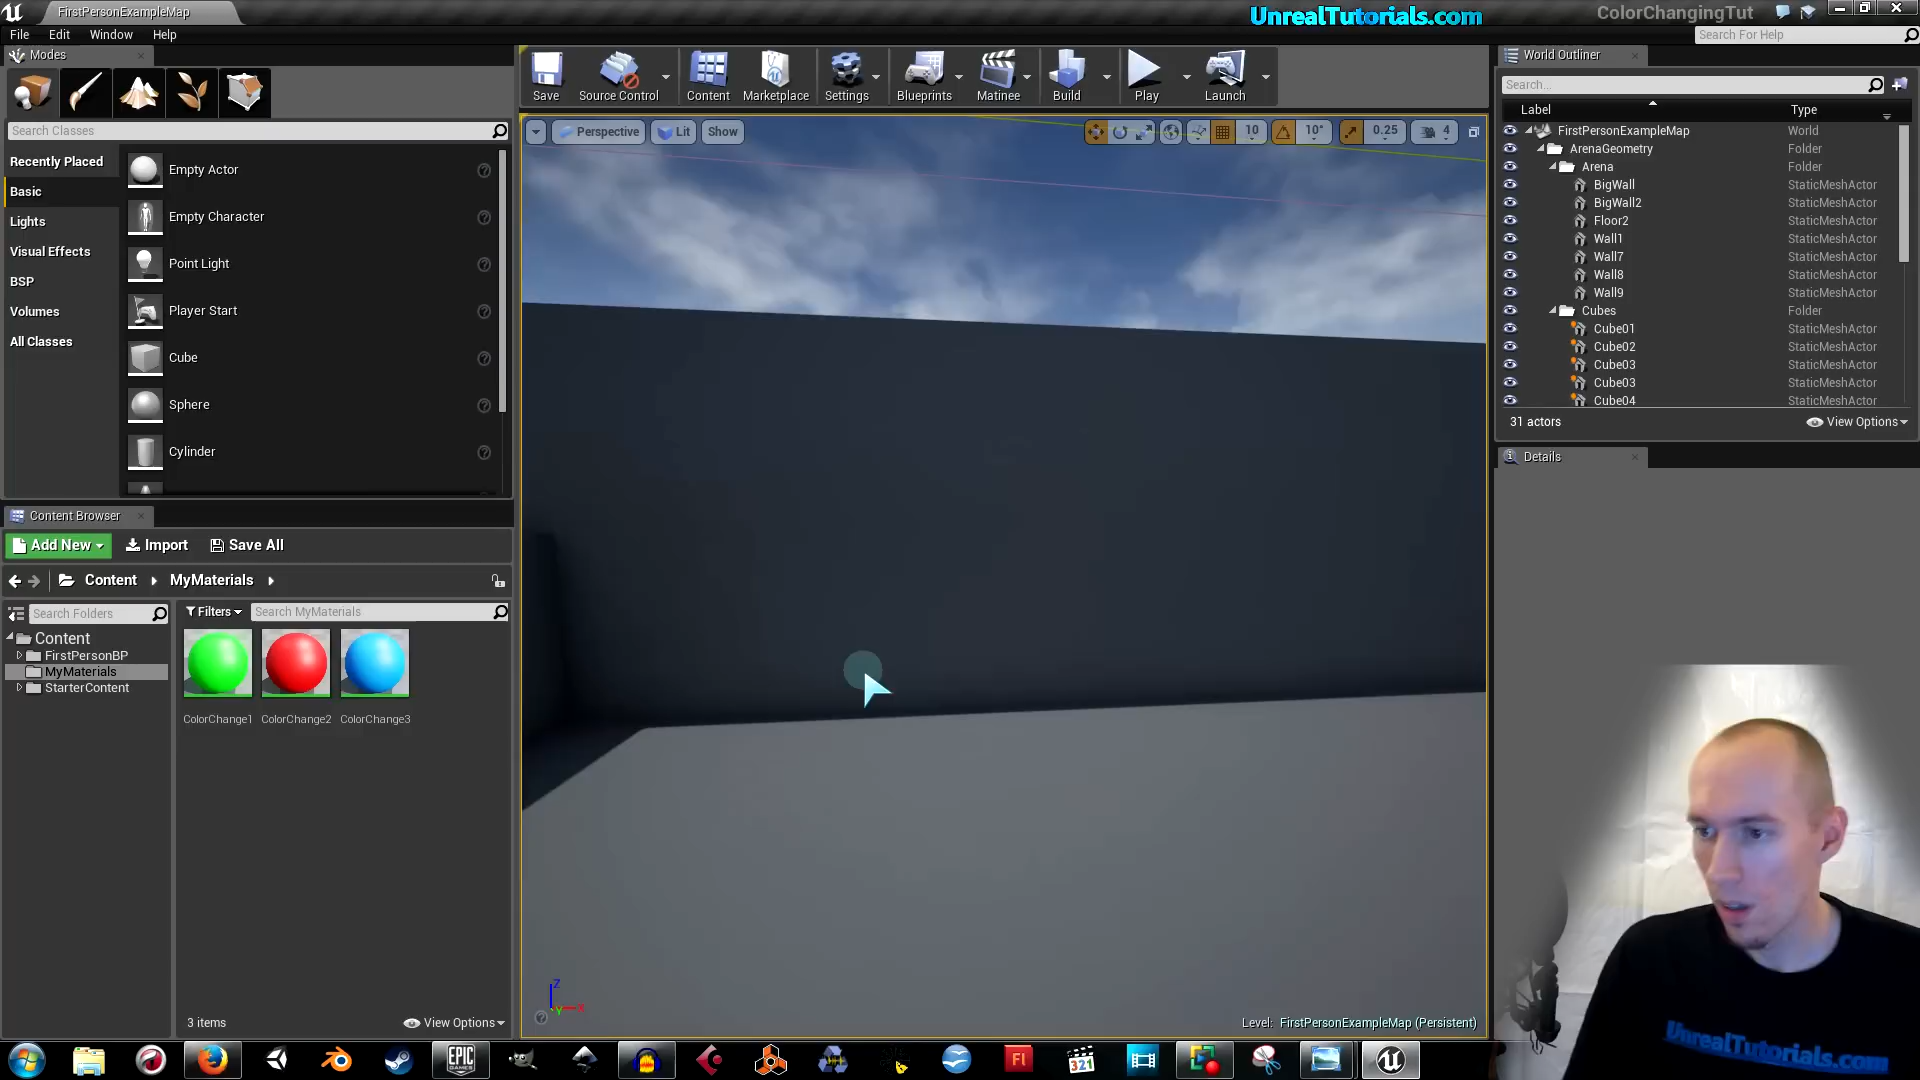 FirstPersonExampleMap
UnrealTutorials.com
ColorChangingTut
File Edit Window Help
Search For Help
Modes
Search Classes
Recently Placed
Basic
Lights
Visual Effects
BSP
Volumes
All Classes
Empty Actor
Empty Character
Point Light
Player Start
Cube
Sphere
Cylinder
Save
Source Control
Content
Marketplace
Settings
Blueprints
Matinee
Build
Play
Launch
Perspective
Lit
Show
10
10°
0.25
4
World Outliner
Search...
Label Type
FirstPersonExampleMap World
ArenaGeometry Folder
Arena Folder
BigWall StaticMeshActor
BigWall2 StaticMeshActor
Floor2 StaticMeshActor
Wall1 StaticMeshActor
Wall7 StaticMeshActor
Wall8 StaticMeshActor
Wall9 StaticMeshActor
Cubes Folder
Cube01 StaticMeshActor
Cube02 StaticMeshActor
Cube03 StaticMeshActor
Cube03 StaticMeshActor
Cube04 StaticMeshActor
31 actors
View Options
Details
Content Browser
Add New
Import
Save All
Content
MyMaterials
Search Folders
Filters
Search MyMaterials
Content
FirstPersonBP
MyMaterials
StarterContent
ColorChange1
ColorChange2
ColorChange3
3 items
View Options
z
x
y
Level: FirstPersonExampleMap (Persistent)
UnrealTutorials.com
EPIC
GAMES
Fl
321